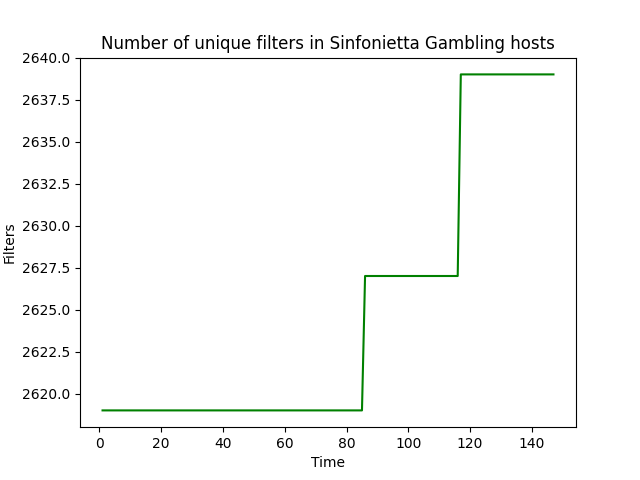 Number of unique filters in Sinfonietta Gambling hosts
2640.0
2637.5
2635.0
2632.5
2630.0
2627.5
2625.0
2622.5
2620.0
Filters
0 20 40 60 80 100 120 140
Time